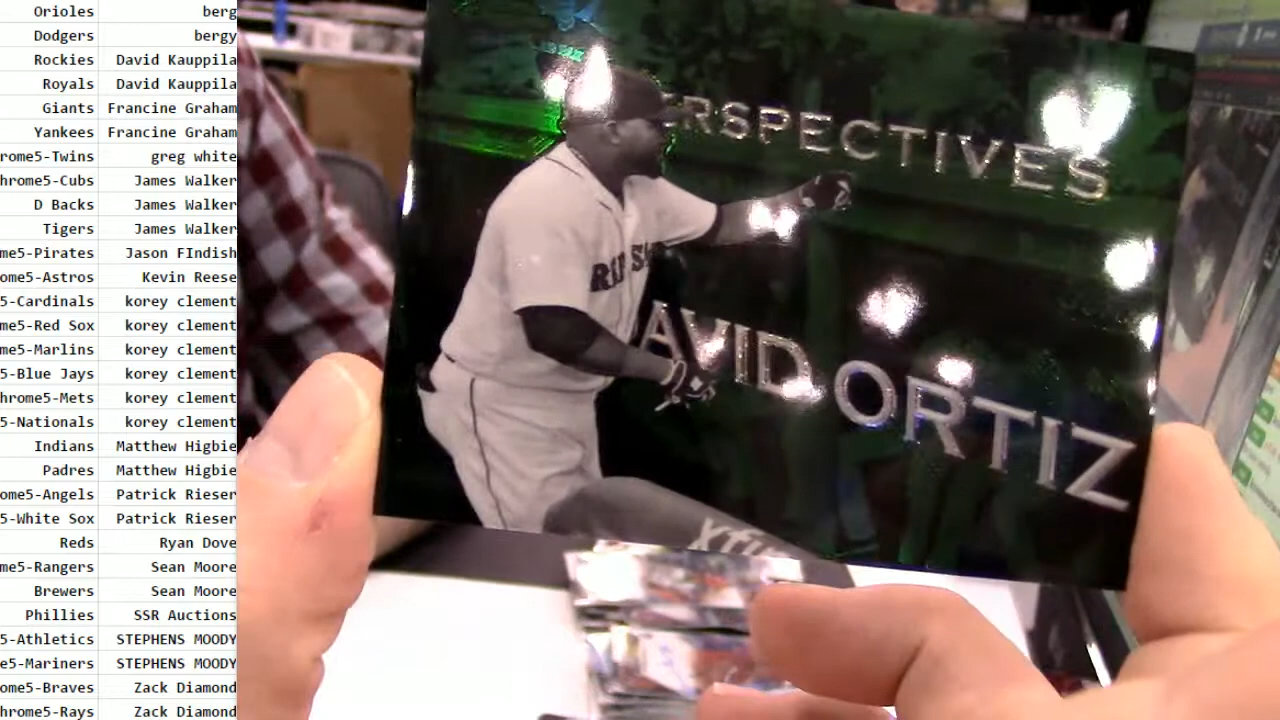 Orioles berg
Dodgers bergy
Rockies David Kauppila
Royals David Kauppila
Giants Francine Graham
Yankees Francine Graham
rome5-Twins greg white
hrome5-Cubs James Walker
D Backs James Walker
Tigers James Walker
me5-Pirates Jason FIndish
ome5-Astros Kevin Reese
5-Cardinals korey clement
me5-Red Sox korey clement
me5-Marlins korey clement
5-Blue Jays korey clement
hrome5-Mets korey clement
5-Nationals korey clement
Indians Matthew Higbie
Padres Matthew Higbie
ome5-Angels Patrick Rieser
5-White Sox Patrick Rieser
Reds Ryan Dove
me5-Rangers Sean Moore
Brewers Sean Moore
Phillies SSR Auctions
5-Athletics STEPHENS MOODY
e5-Mariners STEPHENS MOODY
ome5-Braves Zack Diamond
hrome5-Rays Zack Diamond
ERSPECTIVES
RED SO
AVID ORTIZ
xfin